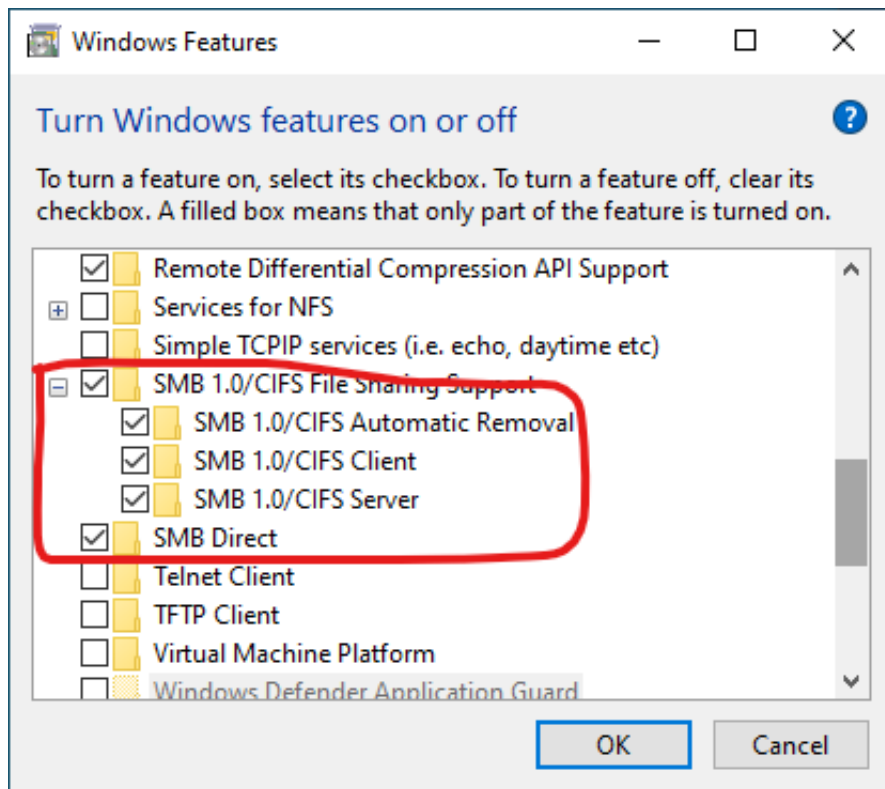 Windows Features
Turn Windows features on or off
?
To turn a feature on, select its checkbox. To turn a feature off, clear its
checkbox. A filled box means that only part of the feature is turned on.
Remote Differential Compression API Support
Services for NFS
Simple TCPIP services (i.e. echo, daytime etc)
SMB 1.0/CIFS File Sharing Support
SMB 1.0/CIFS Automatic Removal
SMB 1.0/CIFS Client
SMB 1.0/CIFS Server
SMB Direct
Telnet Client
TFTP Client
Virtual Machine Platform
Windows Defender Application Guard
OK Cancel